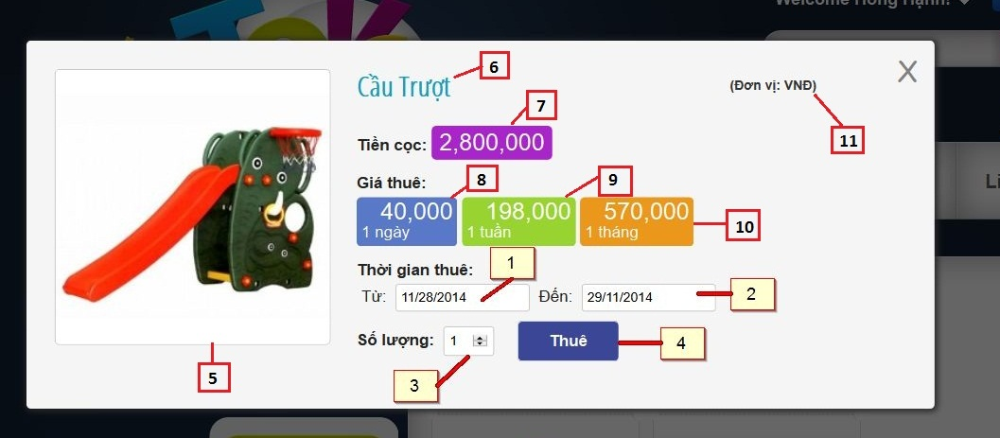 Welcome Hồng Hạnh!
6
Cầu Trượt
X
(Đơn vị: VNĐ)
7
11
Tiền cọc: 2,800,000
Giá thuê:
8
9
40,000 198,000 570,000
1 ngày 1 tuần 1 tháng
10
Thời gian thuê:
1
Từ: 11/28/2014 Đến: 29/11/2014
2
Số lượng: 1 Thuê
4
5
3